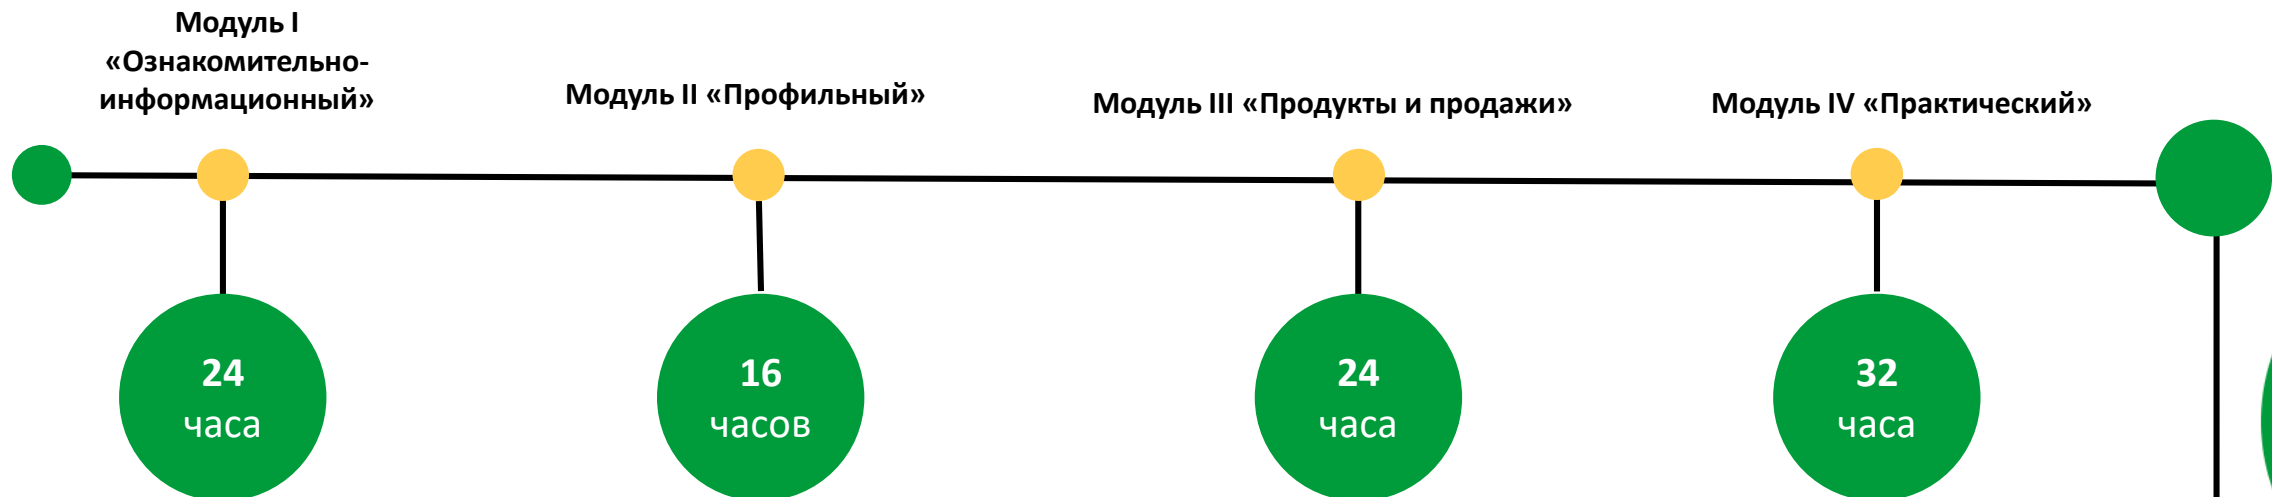 Модуль I
«Ознакомительно-
информационный»
Модуль II «Профильный»
Модуль III «Продукты и продажи»
Модуль IV «Практический»
24
часа
16
часов
24
часа
32
часа